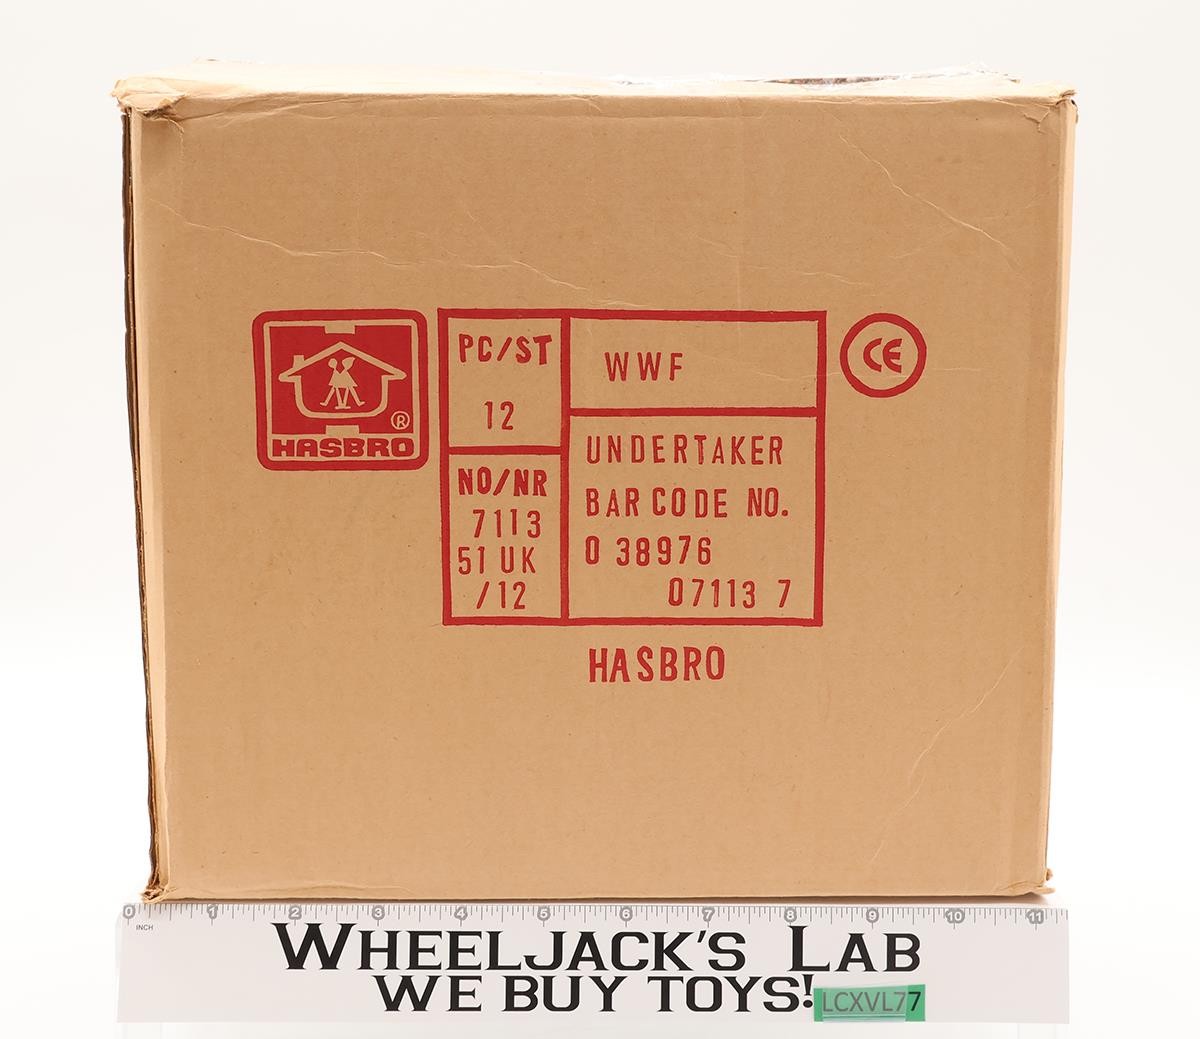 HASBRO
®
PC/ST
12
NO/NR
7113
51 UK
/12
WWF
UNDERTAKER
BAR CODE NO.
0 38976
07113 7
CE
HASBRO
0 1 2 3 4 5 6 7 8 9 10 11
INCH
WHEELJACK'S LAB
WE BUY TOYS!
LCXVL77